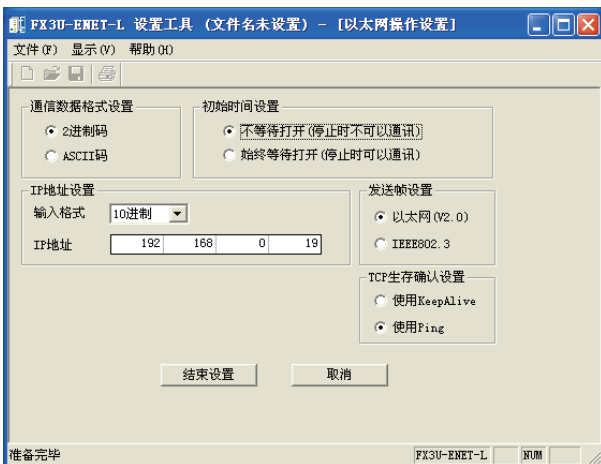 FX3U-ENET-L 设置工具 (文件名未设置) - [以太网操作设置]
文件(F) 显示(V) 帮助(H)
通信数据格式设置
2进制码
ASCII码
初始时间设置
不等待打开(停止时不可以通讯)
始终等待打开(停止时可以通讯)
IP地址设置
输入格式 10进制
IP地址 192 168 0 19
发送帧设置
以太网(V2.0)
IEEE802.3
TCP生存确认设置
使用KeepAlive
使用Ping
结束设置 取消
准备完毕 FX3U-ENET-L NUM